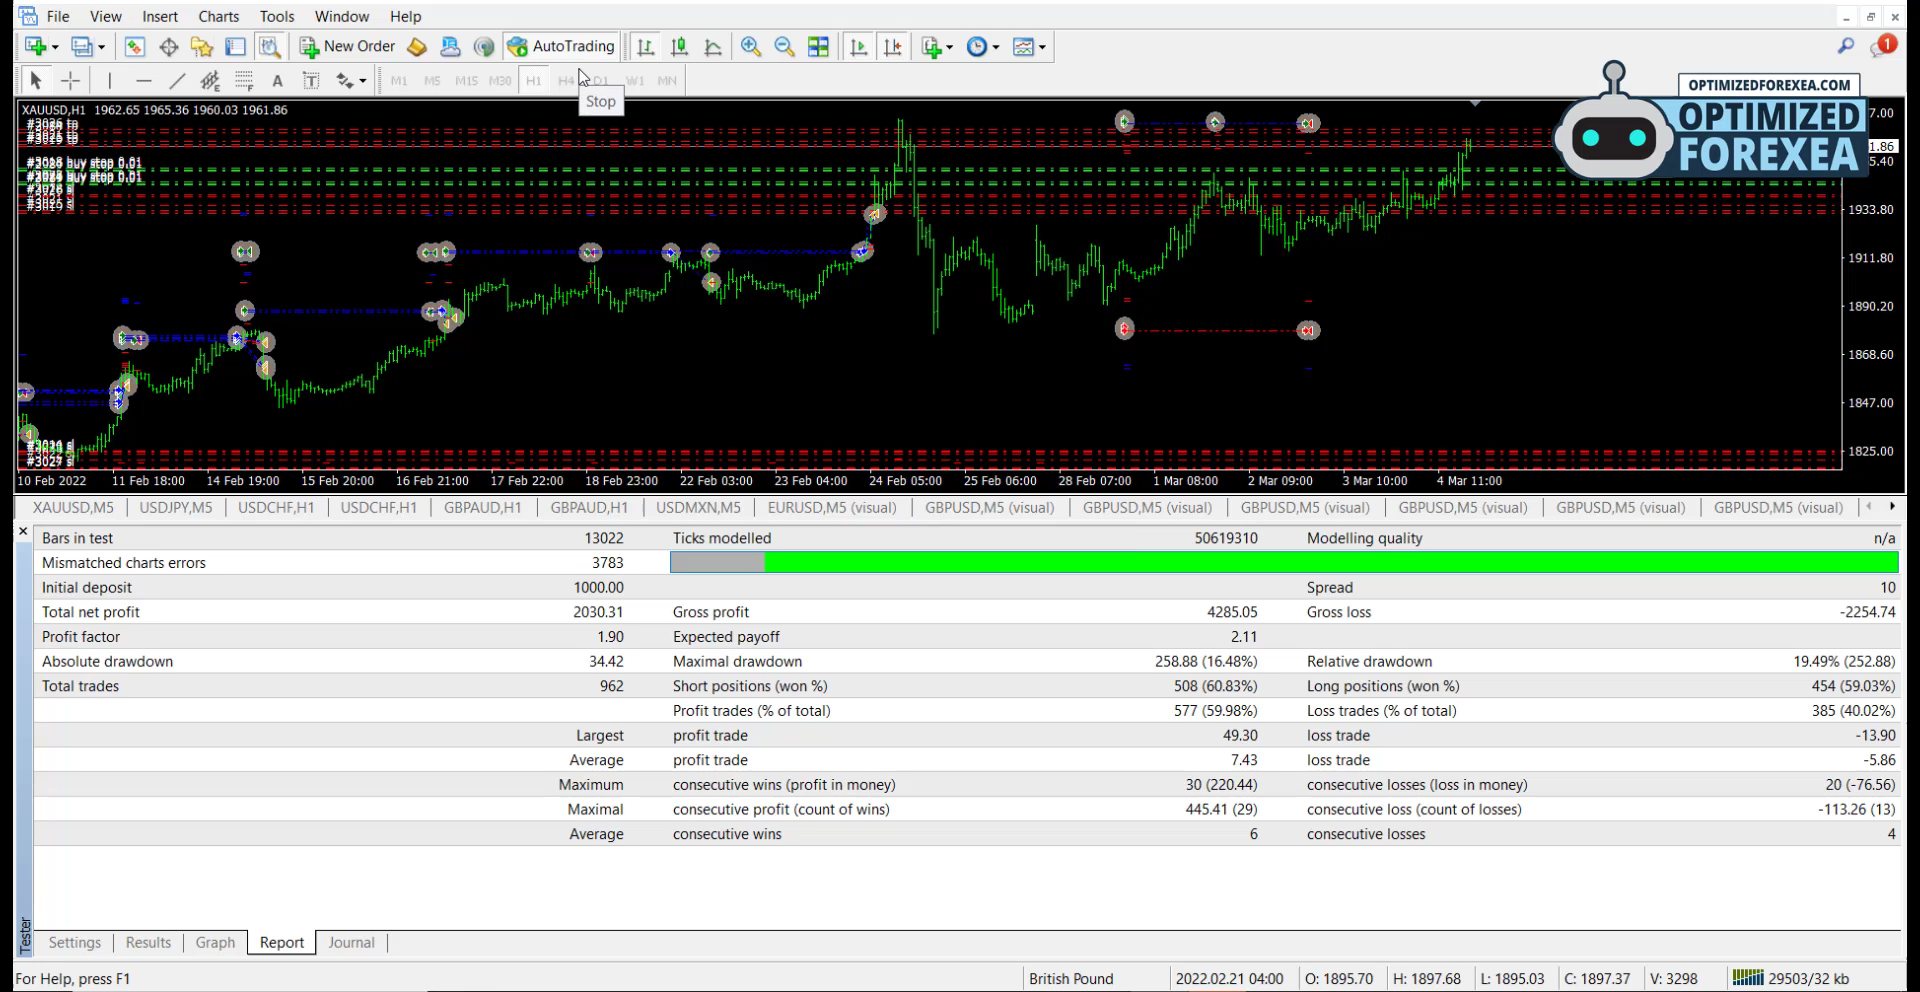 File View Insert Charts Tools Window Help
New Order AutoTrading
1
A T M1 M5 M15 M30 H1 H4 D1 W1 MN
Stop
OPTIMIZEDFOREXEA.COM
OPTIMIZED
FOREXEA
XAUUSD,H1 1962.65 1965.36 1960.03 1961.86
7.00
1.86
5.40
1933.80
1911.80
1890.20
1868.60
1847.00
1825.00
#3027 sl
10 Feb 2022 11 Feb 18:00 14 Feb 19:00 15 Feb 20:00 16 Feb 21:00 17 Feb 22:00 18 Feb 23:00 22 Feb 03:00 23 Feb 04:00 24 Feb 05:00 25 Feb 06:00 28 Feb 07:00 1 Mar 08:00 2 Mar 09:00 3 Mar 10:00 4 Mar 11:00
XAUUSD,M5 USDJPY,M5 USDCHF,H1 USDCHF,H1 GBPAUD,H1 GBPAUD,H1 USDMXN,M5 EURUSD,M5 (visual) GBPUSD,M5 (visual) GBPUSD,M5 (visual) GBPUSD,M5 (visual) GBPUSD,M5 (visual) GBPUSD,M5 (visual) GBPUSD,M5 (visual)
Bars in test 13022 Ticks modelled 50619310 Modelling quality n/a
Mismatched charts errors 3783
Initial deposit 1000.00 Spread 10
Total net profit 2030.31 Gross profit 4285.05 Gross loss -2254.74
Profit factor 1.90 Expected payoff 2.11
Absolute drawdown 34.42 Maximal drawdown 258.88 (16.48%) Relative drawdown 19.49% (252.88)
Total trades 962 Short positions (won %) 508 (60.83%) Long positions (won %) 454 (59.03%)
Profit trades (% of total) 577 (59.98%) Loss trades (% of total) 385 (40.02%)
Largest profit trade 49.30 loss trade -13.90
Average profit trade 7.43 loss trade -5.86
Maximum consecutive wins (profit in money) 30 (220.44) consecutive losses (loss in money) 20 (-76.56)
Maximal consecutive profit (count of wins) 445.41 (29) consecutive loss (count of losses) -113.26 (13)
Average consecutive wins 6 consecutive losses 4
Tester
Settings Results Graph Report Journal
For Help, press F1 British Pound 2022.02.21 04:00 O: 1895.70 H: 1897.68 L: 1895.03 C: 1897.37 V: 3298 29503/32 kb